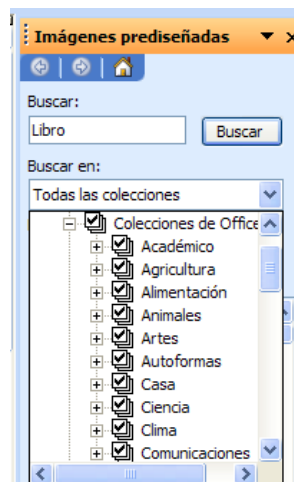 Imágenes prediseñadas
Buscar:
Libro
Buscar
Buscar en:
Todas las colecciones
Colecciones de Office
Académico
Agricultura
Alimentación
Animales
Artes
Autoformas
Casa
Ciencia
Clima
Comunicaciones